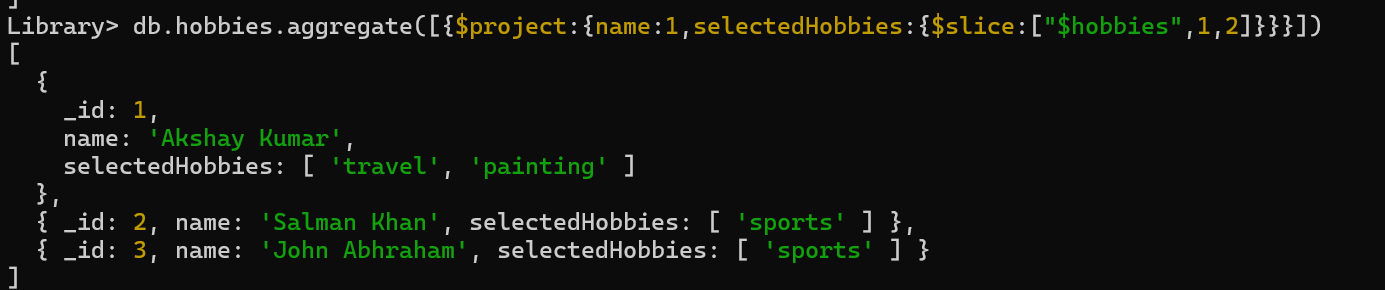 ]
Library> db.hobbies.aggregate([{$project:{name:1,selectedHobbies:{$slice:["$hobbies",1,2]}}}])
[
  {
    _id: 1,
    name: 'Akshay Kumar',
    selectedHobbies: [ 'travel', 'painting' ]
  },
  { _id: 2, name: 'Salman Khan', selectedHobbies: [ 'sports' ] },
  { _id: 3, name: 'John Abhraham', selectedHobbies: [ 'sports' ] }
]